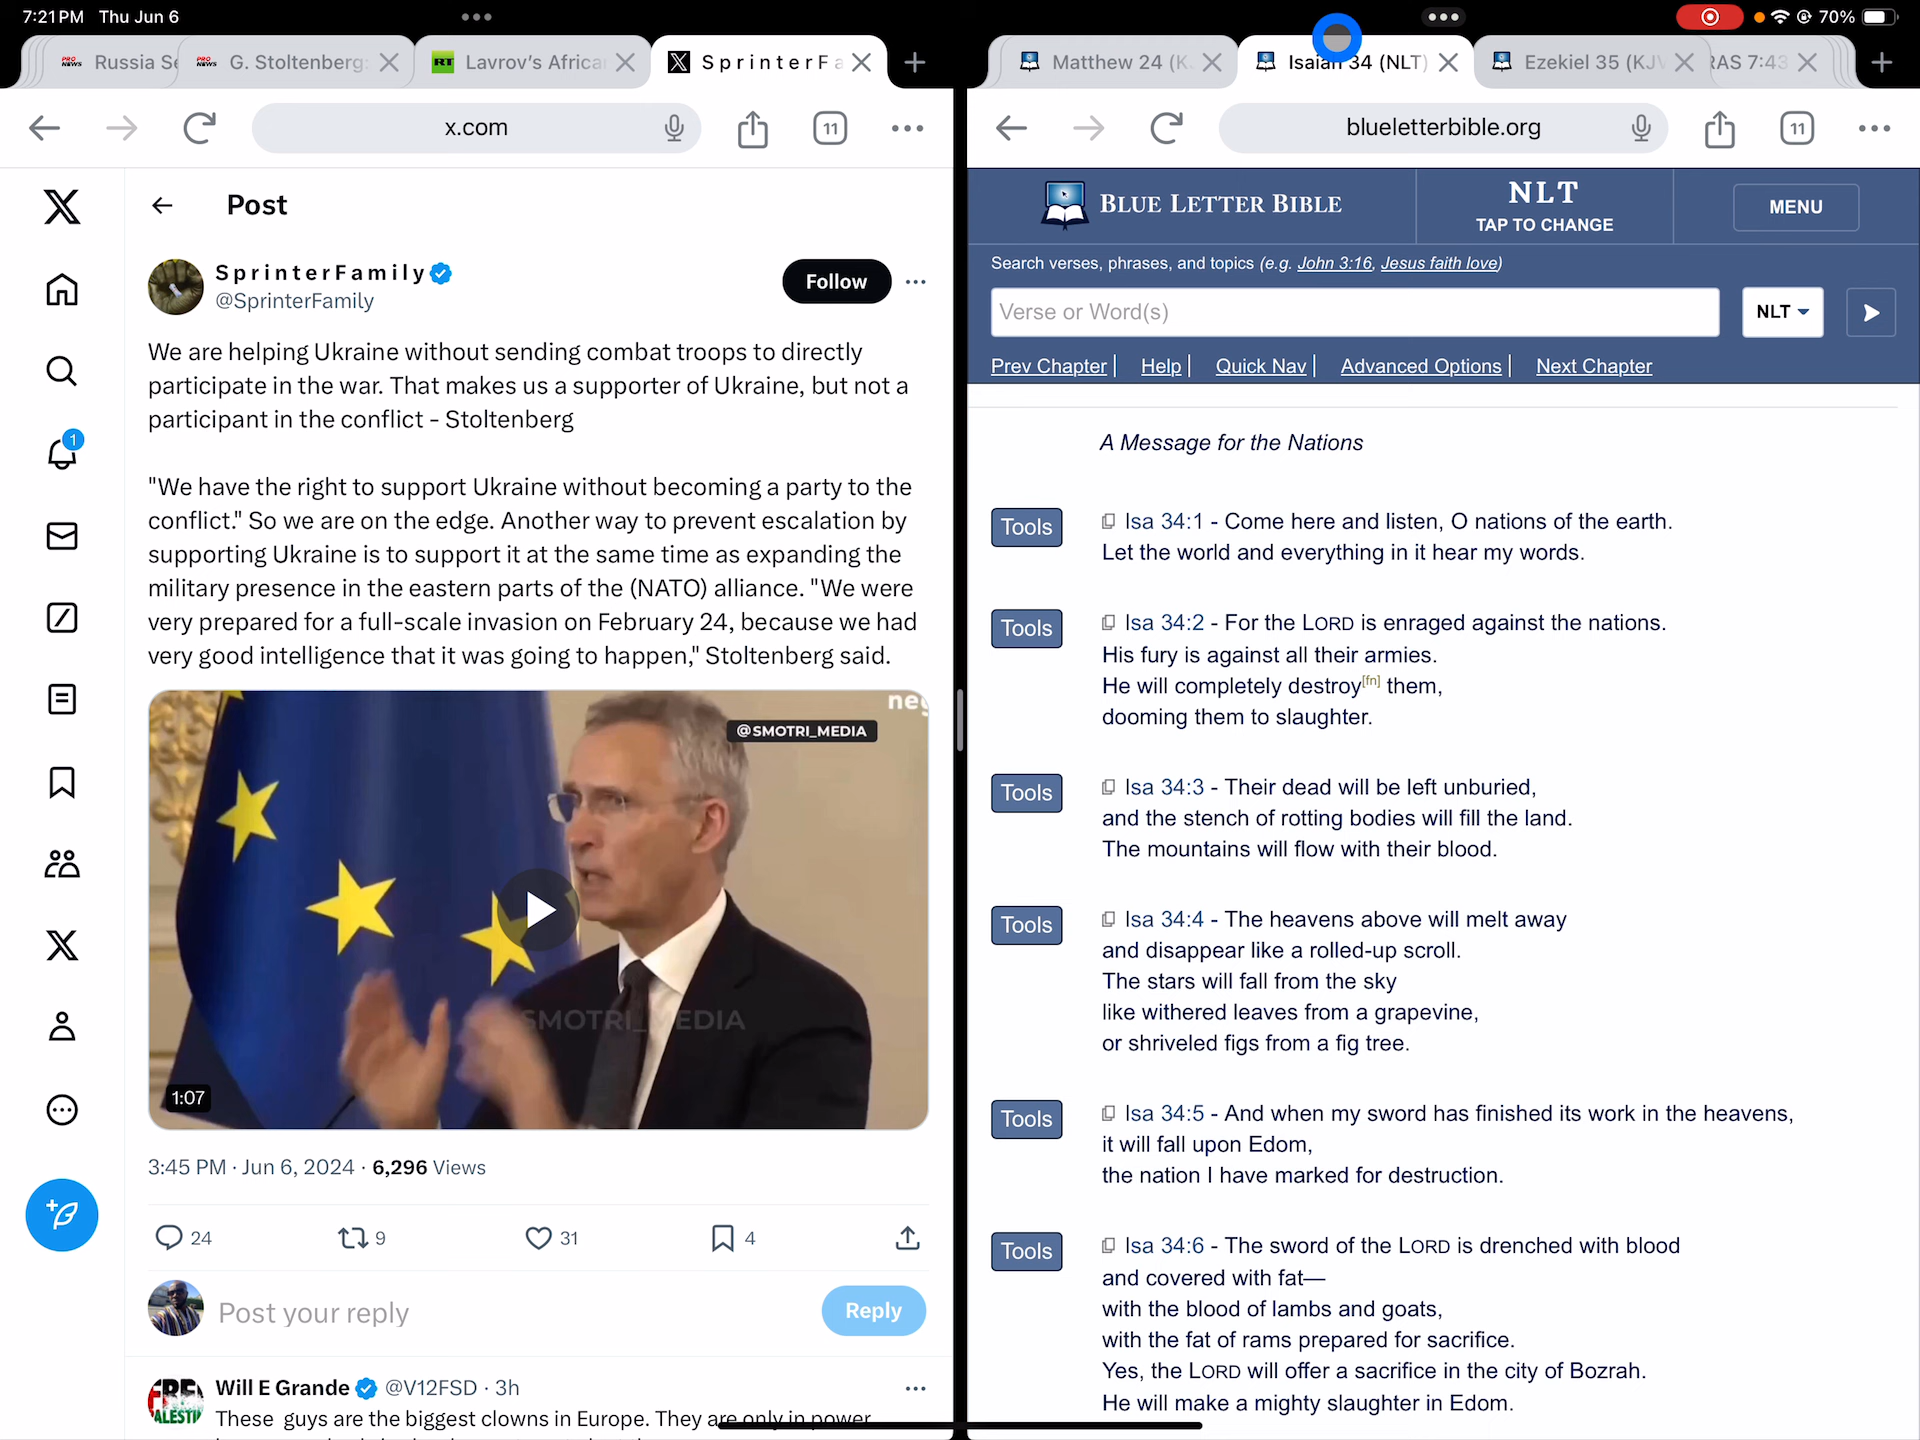 7:21 PM Thu Jun 6
70%
Russia Se
G. Stoltenberg:
RT Lavrov's Africa
SprinterFa
Matthew 24 (K
Isaiah 34 (NLT)
Ezekiel 35 (KJV
RAS 7:43
x.com
11
blueletterbible.org
11
Post
SprinterFamily
@SprinterFamily
Follow
We are helping Ukraine without sending combat troops to directly
participate in the war. That makes us a supporter of Ukraine, but not a
participant in the conflict - Stoltenberg
"We have the right to support Ukraine without becoming a party to the
conflict." So we are on the edge. Another way to prevent escalation by
supporting Ukraine is to support it at the same time as expanding the
military presence in the eastern parts of the (NATO) alliance. "We were
very prepared for a full-scale invasion on February 24, because we had
very good intelligence that it was going to happen," Stoltenberg said.
@SMOTRI_MEDIA
SMOTRI_MEDIA
1:07
3:45 PM · Jun 6, 2024 · 6,296 Views
24
9
31
4
Post your reply
Reply
Will E Grande @V12FSD · 3h
These guys are the biggest clowns in Europe. They are only in power
1
BLUE LETTER BIBLE
NLT
TAP TO CHANGE
MENU
Search verses, phrases, and topics (e.g. John 3:16, Jesus faith love)
Verse or Word(s)
NLT
Prev Chapter | Help | Quick Nav | Advanced Options | Next Chapter
A Message for the Nations
Tools
Isa 34:1 - Come here and listen, O nations of the earth.
Let the world and everything in it hear my words.
Tools
Isa 34:2 - For the LORD is enraged against the nations.
His fury is against all their armies.
He will completely destroy[fn] them,
dooming them to slaughter.
Tools
Isa 34:3 - Their dead will be left unburied,
and the stench of rotting bodies will fill the land.
The mountains will flow with their blood.
Tools
Isa 34:4 - The heavens above will melt away
and disappear like a rolled-up scroll.
The stars will fall from the sky
like withered leaves from a grapevine,
or shriveled figs from a fig tree.
Tools
Isa 34:5 - And when my sword has finished its work in the heavens,
it will fall upon Edom,
the nation I have marked for destruction.
Tools
Isa 34:6 - The sword of the LORD is drenched with blood
and covered with fat—
with the blood of lambs and goats,
with the fat of rams prepared for sacrifice.
Yes, the LORD will offer a sacrifice in the city of Bozrah.
He will make a mighty slaughter in Edom.